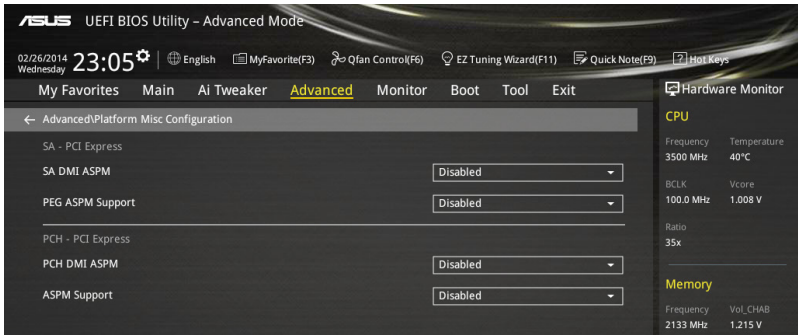 ASUS UEFI BIOS Utility – Advanced Mode
02/26/2014 Wednesday 23:05 English MyFavorite(F3) Qfan Control(F6) EZ Tuning Wizard(F11) Quick Note(F9) ? Hot Keys
My Favorites Main Ai Tweaker Advanced Monitor Boot Tool Exit
← Advanced\Platform Misc Configuration
SA - PCI Express
SA DMI ASPM Disabled
PEG ASPM Support Disabled
PCH - PCI Express
PCH DMI ASPM Disabled
ASPM Support Disabled
Hardware Monitor
CPU
Frequency Temperature
3500 MHz 40°C
BCLK Vcore
100.0 MHz 1.008 V
Ratio
35x
Memory
Frequency Vol_CHAB
2133 MHz 1.215 V